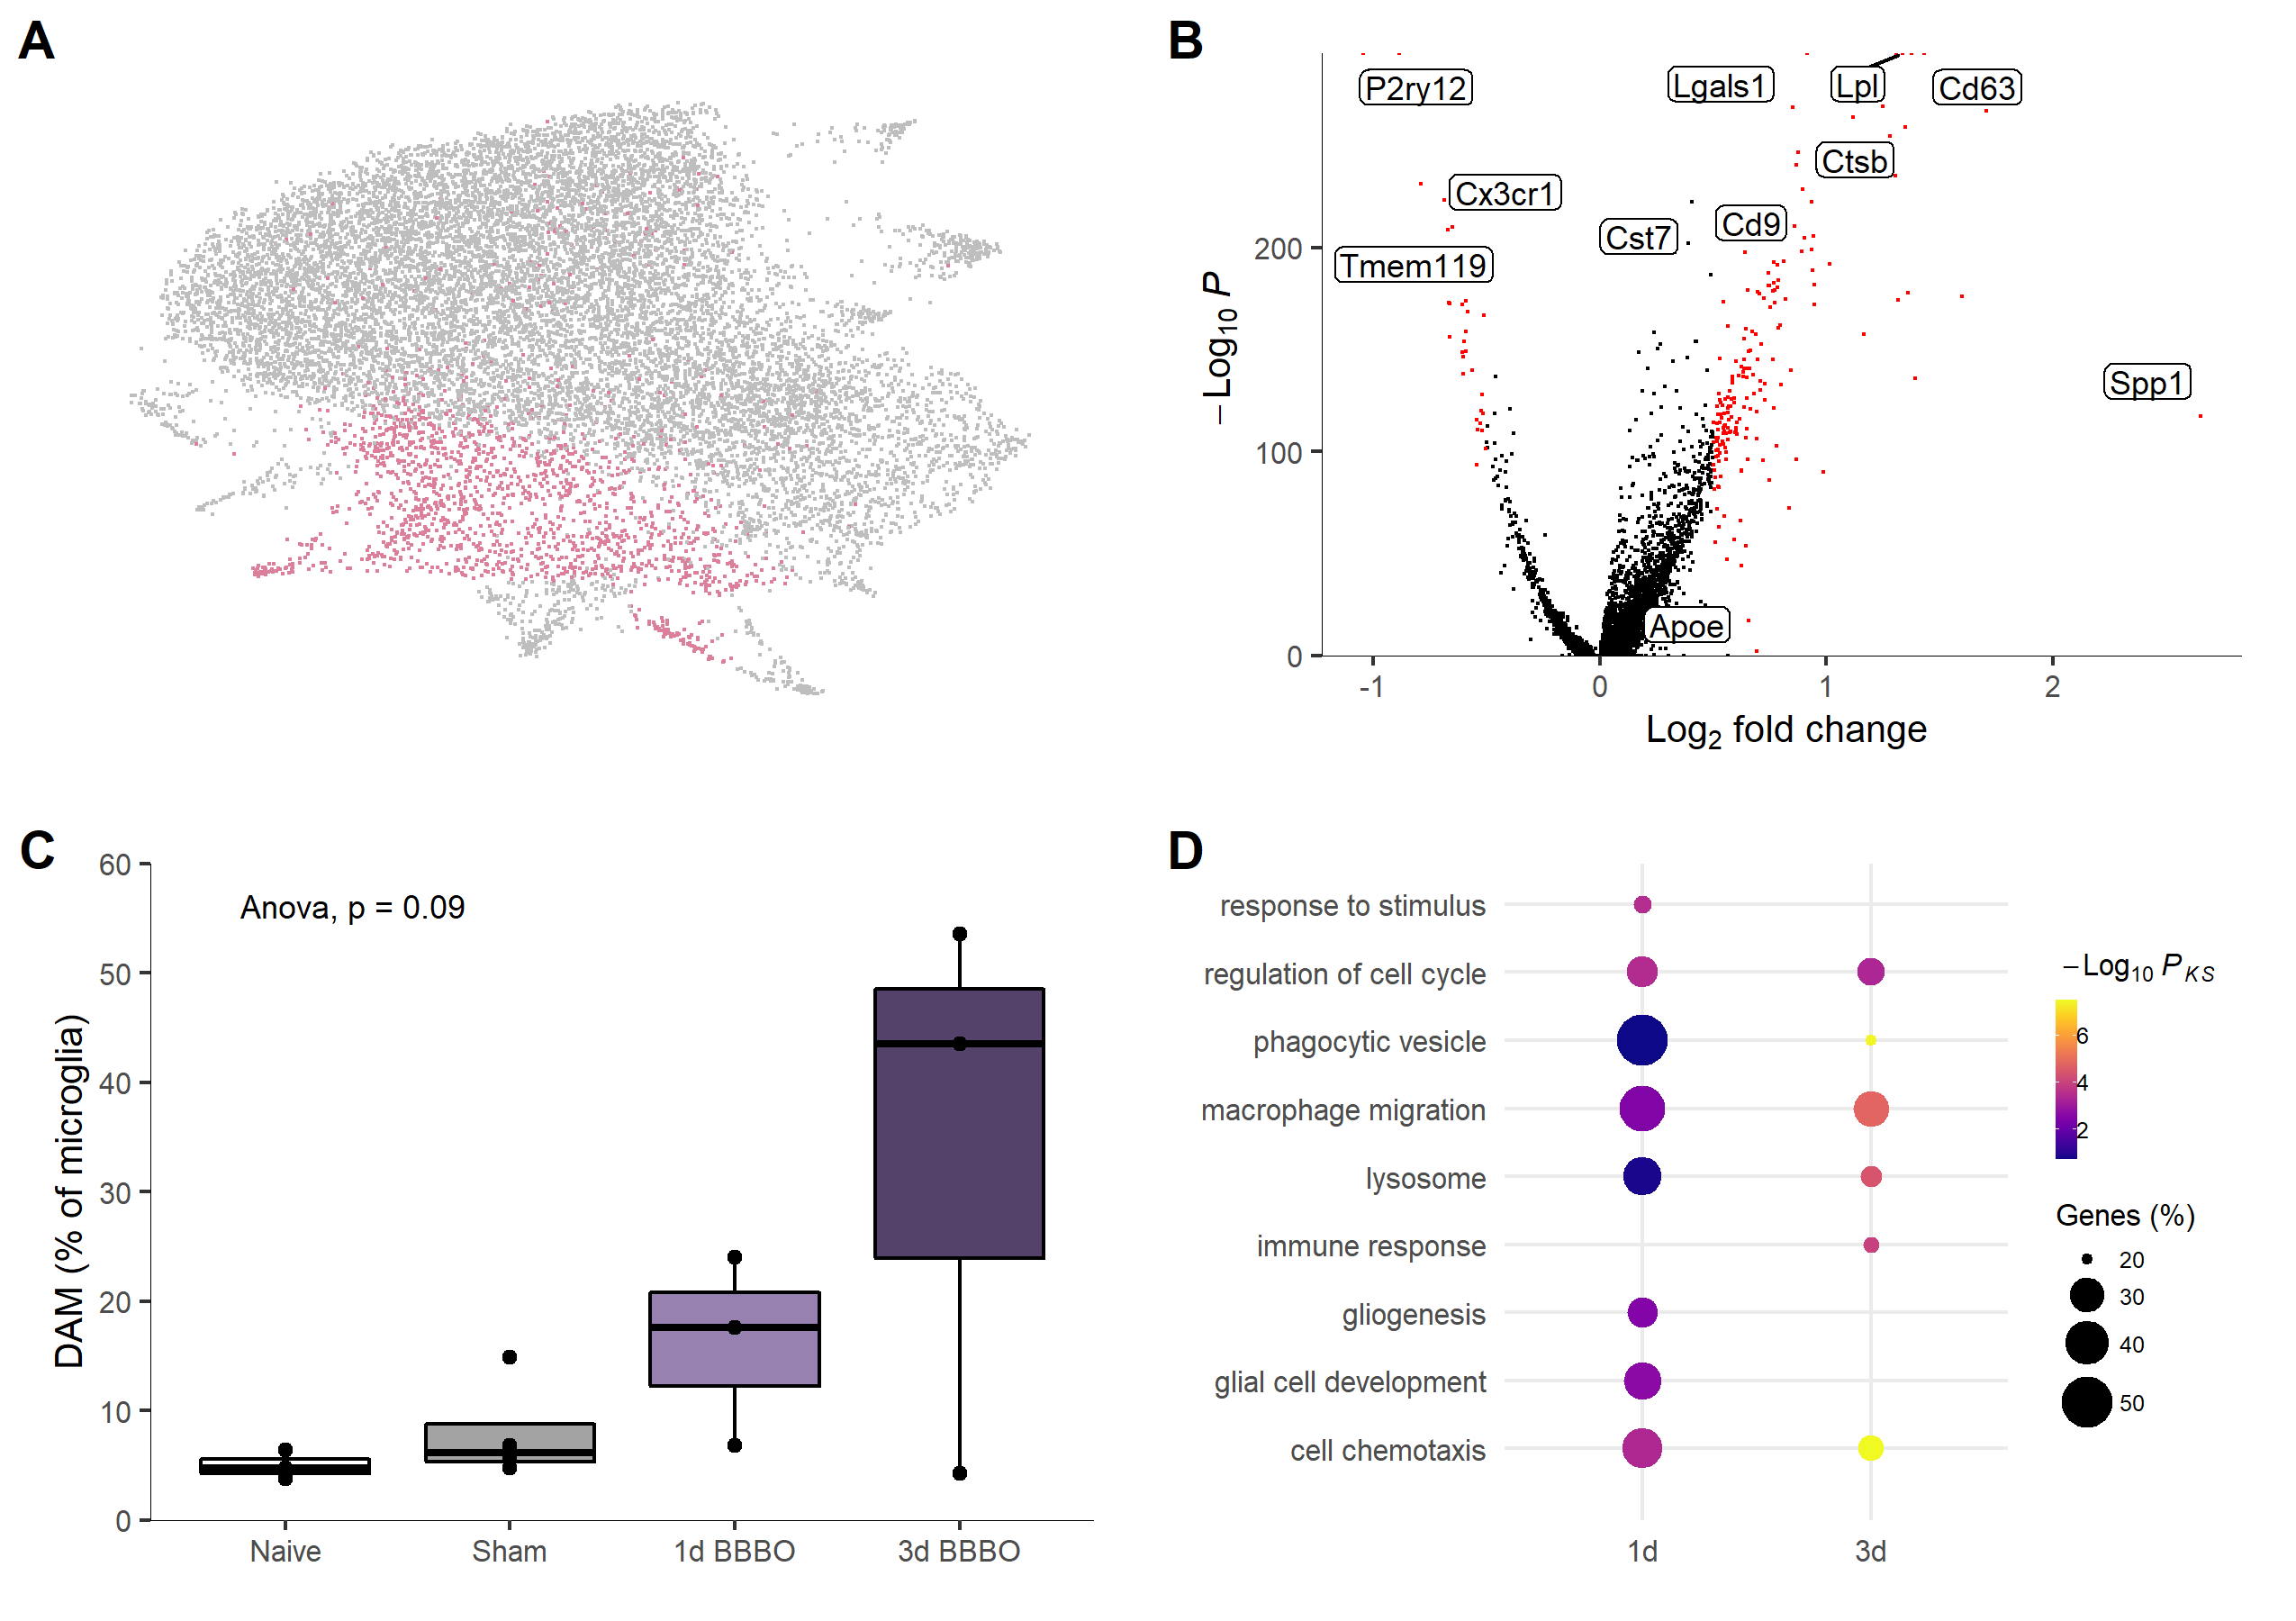 A
B
P2ry12
Lgals1
Lpl
Cd63
Ctsb
Cx3cr1
Cst7
Cd9
Tmem119
Spp1
Apoe
−Log10 P
200
100
0
-1
0
1
2
Log2 fold change
C
Anova, p = 0.09
DAM (% of microglia)
60
50
40
30
20
10
0
Naive
Sham
1d BBBO
3d BBBO
D
response to stimulus
regulation of cell cycle
phagocytic vesicle
macrophage migration
lysosome
immune response
gliogenesis
glial cell development
cell chemotaxis
1d
3d
−Log10 PKS
6
4
2
Genes (%)
20
30
40
50